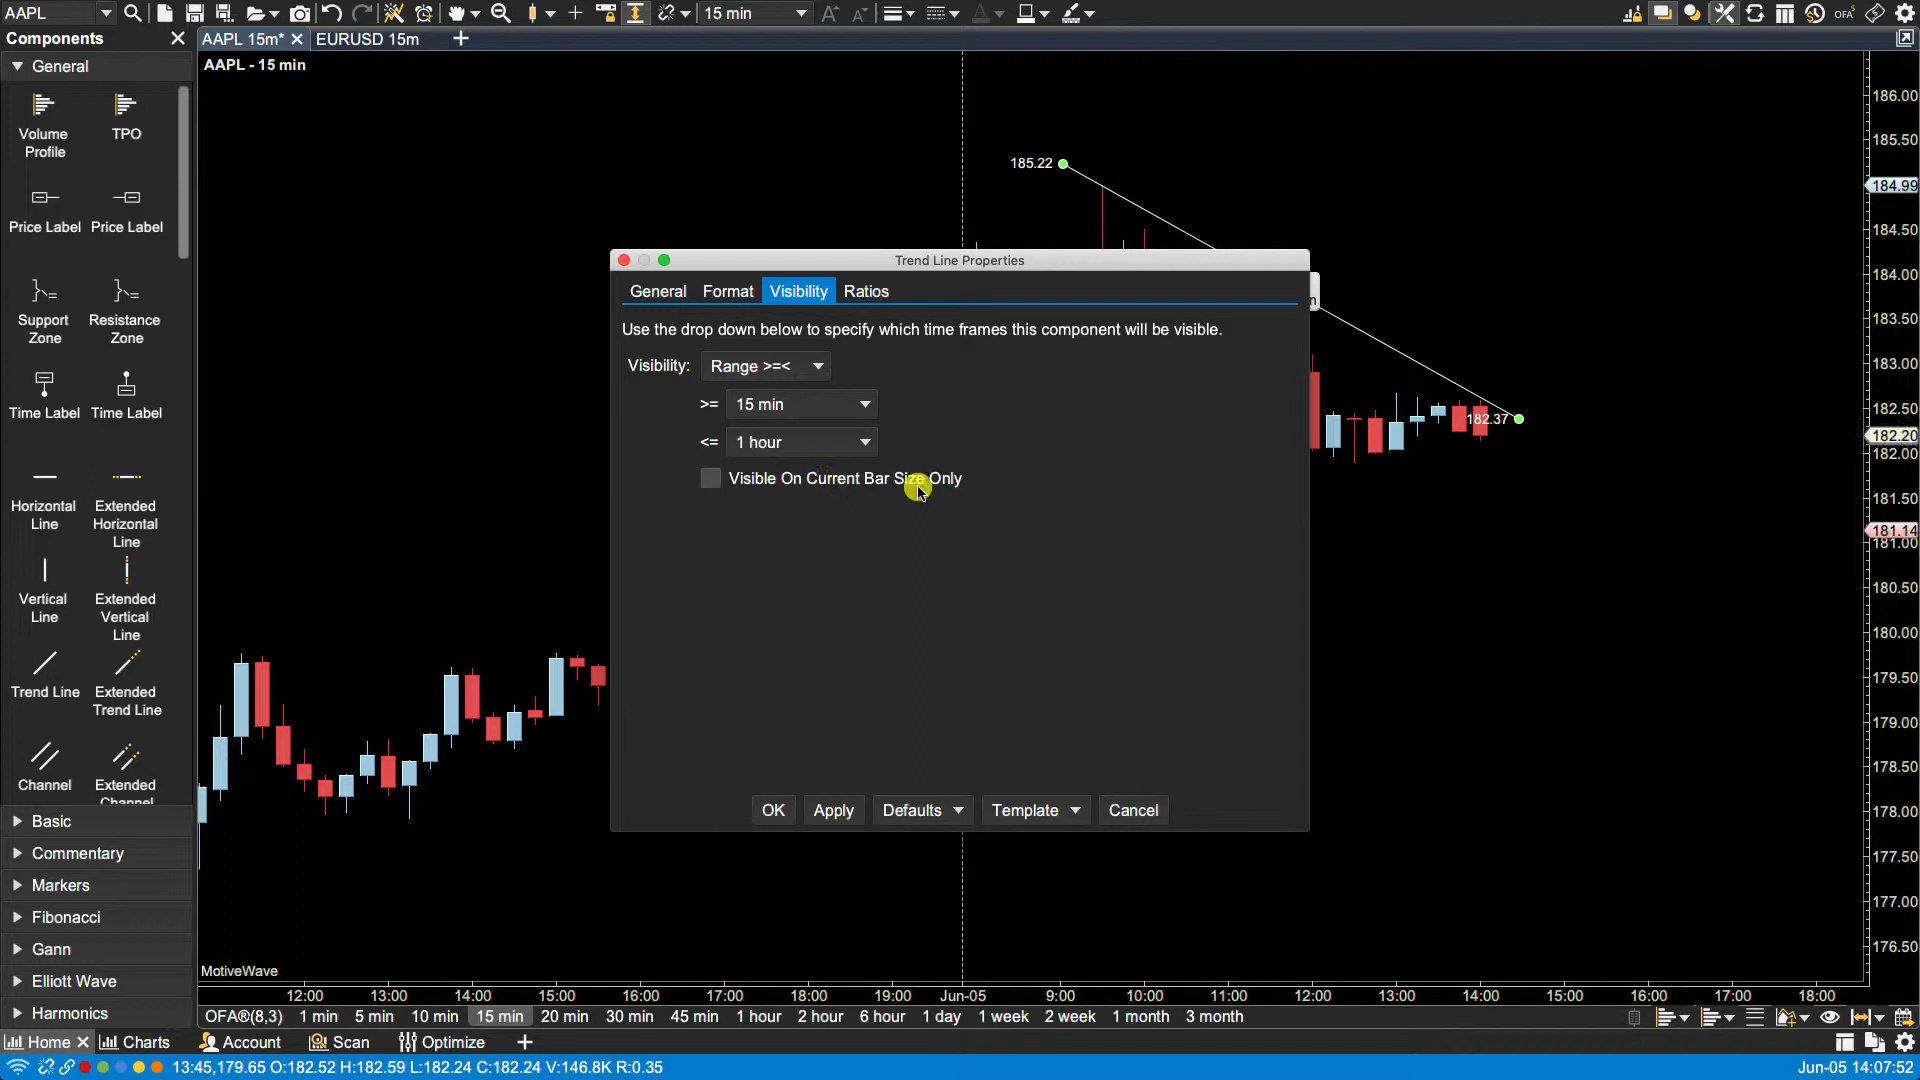 AAPL
15 min
OFA
Components
AAPL 15m*
EURUSD 15m
General
AAPL - 15 min
Volume Profile
TPO
Price Label
Price Label
Support Zone
Resistance Zone
Time Label
Time Label
Horizontal Line
Extended Horizontal Line
Vertical Line
Extended Vertical Line
Trend Line
Extended Trend Line
Channel
Extended Channel
Basic
Commentary
Markers
Fibonacci
Gann
Elliott Wave
Harmonics
185.22
182.37
Trend Line Properties
General
Format
Visibility
Ratios
Use the drop down below to specify which time frames this component will be visible.
Visibility: Range >=<
>= 15 min
<= 1 hour
Visible On Current Bar Size Only
OK
Apply
Defaults
Template
Cancel
186.00
185.50
184.99
184.50
184.00
183.50
183.00
182.50
182.20
182.00
181.50
181.14
181.00
180.50
180.00
179.50
179.00
178.50
178.00
177.50
177.00
176.50
MotiveWave
12:00 13:00 14:00 15:00 16:00 17:00 18:00 19:00 Jun-05 9:00 10:00 11:00 12:00 13:00 14:00 15:00 16:00 17:00 18:00
OFA®(8,3) 1 min 5 min 10 min 15 min 20 min 30 min 45 min 1 hour 2 hour 6 hour 1 day 1 week 2 week 1 month 3 month
Home
Charts
Account
Scan
Optimize
13:45,179.65 O:182.52 H:182.59 L:182.24 C:182.24 V:146.8K R:0.35
Jun-05 14:07:52